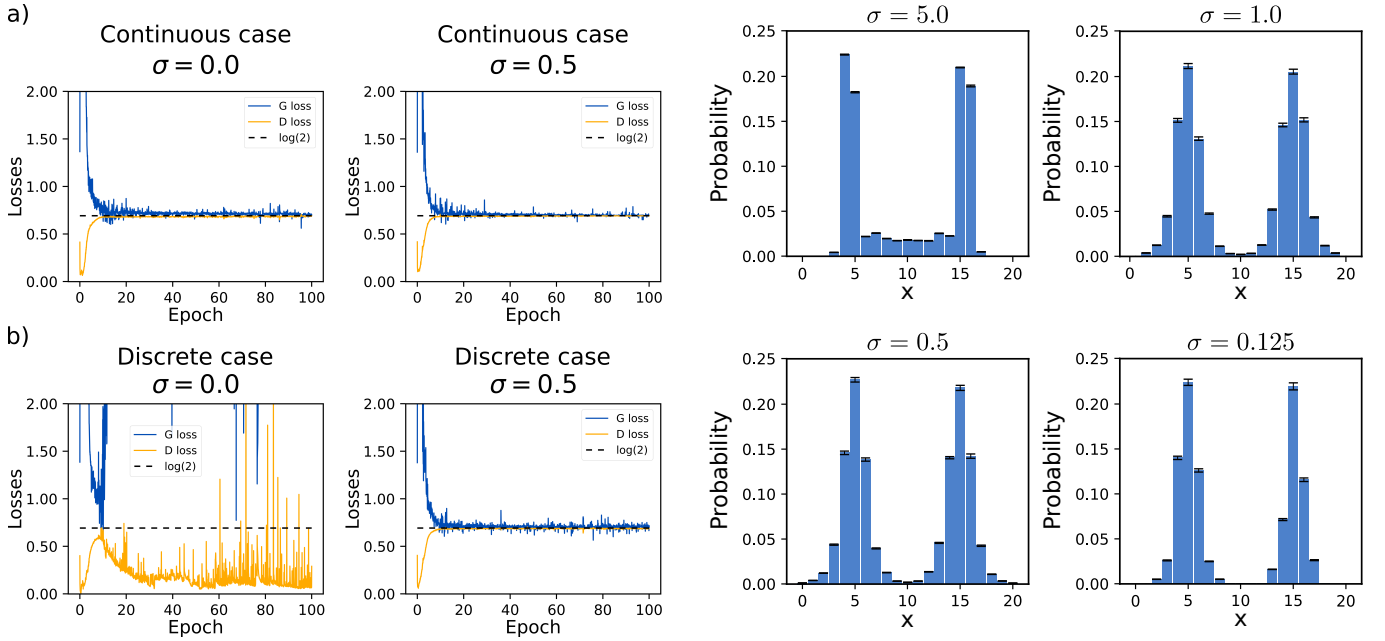 a)
Continuous case
σ = 0.0
2.00
1.50
1.00
0.50
0.00
Losses
G loss
D loss
log(2)
0 20 40 60 80 100
Epoch
Continuous case
σ = 0.5
2.00
1.50
1.00
0.50
0.00
Losses
G loss
D loss
log(2)
0 20 40 60 80 100
Epoch
σ = 5.0
0.25
0.20
0.15
0.10
0.05
0.00
Probability
0 5 10 15 20
x
σ = 1.0
0.25
0.20
0.15
0.10
0.05
0.00
Probability
0 5 10 15 20
x
b)
Discrete case
σ = 0.0
2.00
1.50
1.00
0.50
0.00
Losses
G loss
D loss
log(2)
0 20 40 60 80 100
Epoch
Discrete case
σ = 0.5
2.00
1.50
1.00
0.50
0.00
Losses
G loss
D loss
log(2)
0 20 40 60 80 100
Epoch
σ = 0.5
0.25
0.20
0.15
0.10
0.05
0.00
Probability
0 5 10 15 20
x
σ = 0.125
0.25
0.20
0.15
0.10
0.05
0.00
Probability
0 5 10 15 20
x